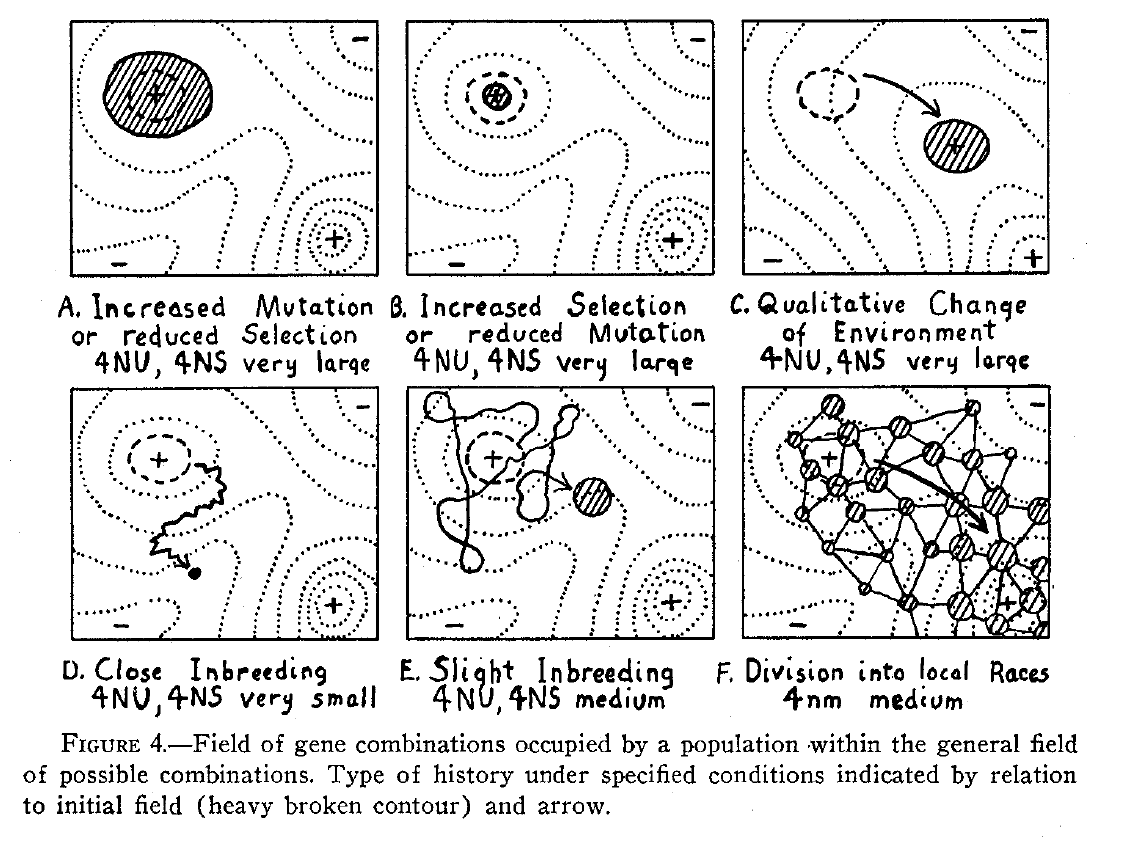 A. Increased Mutation
or reduced Selection
4NU, 4NS very large
B. Increased Selection
or reduced Mutation
4NU, 4NS very large
C. Qualitative Change
of Environment
4NU, 4NS very large
D. Close Inbreeding
4NU, 4NS very small
E. Slight Inbreeding
4NU, 4NS medium
F. Division into local Races
4nm medium
FIGURE 4.—Field of gene combinations occupied by a population within the general field
of possible combinations. Type of history under specified conditions indicated by relation
to initial field (heavy broken contour) and arrow.